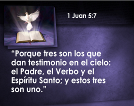 1 Juan 5:7
"Porque tres son los que
dan testimonio en el cielo:
el Padre, el Verbo y el
Espíritu Santo; y estos tres
son uno."